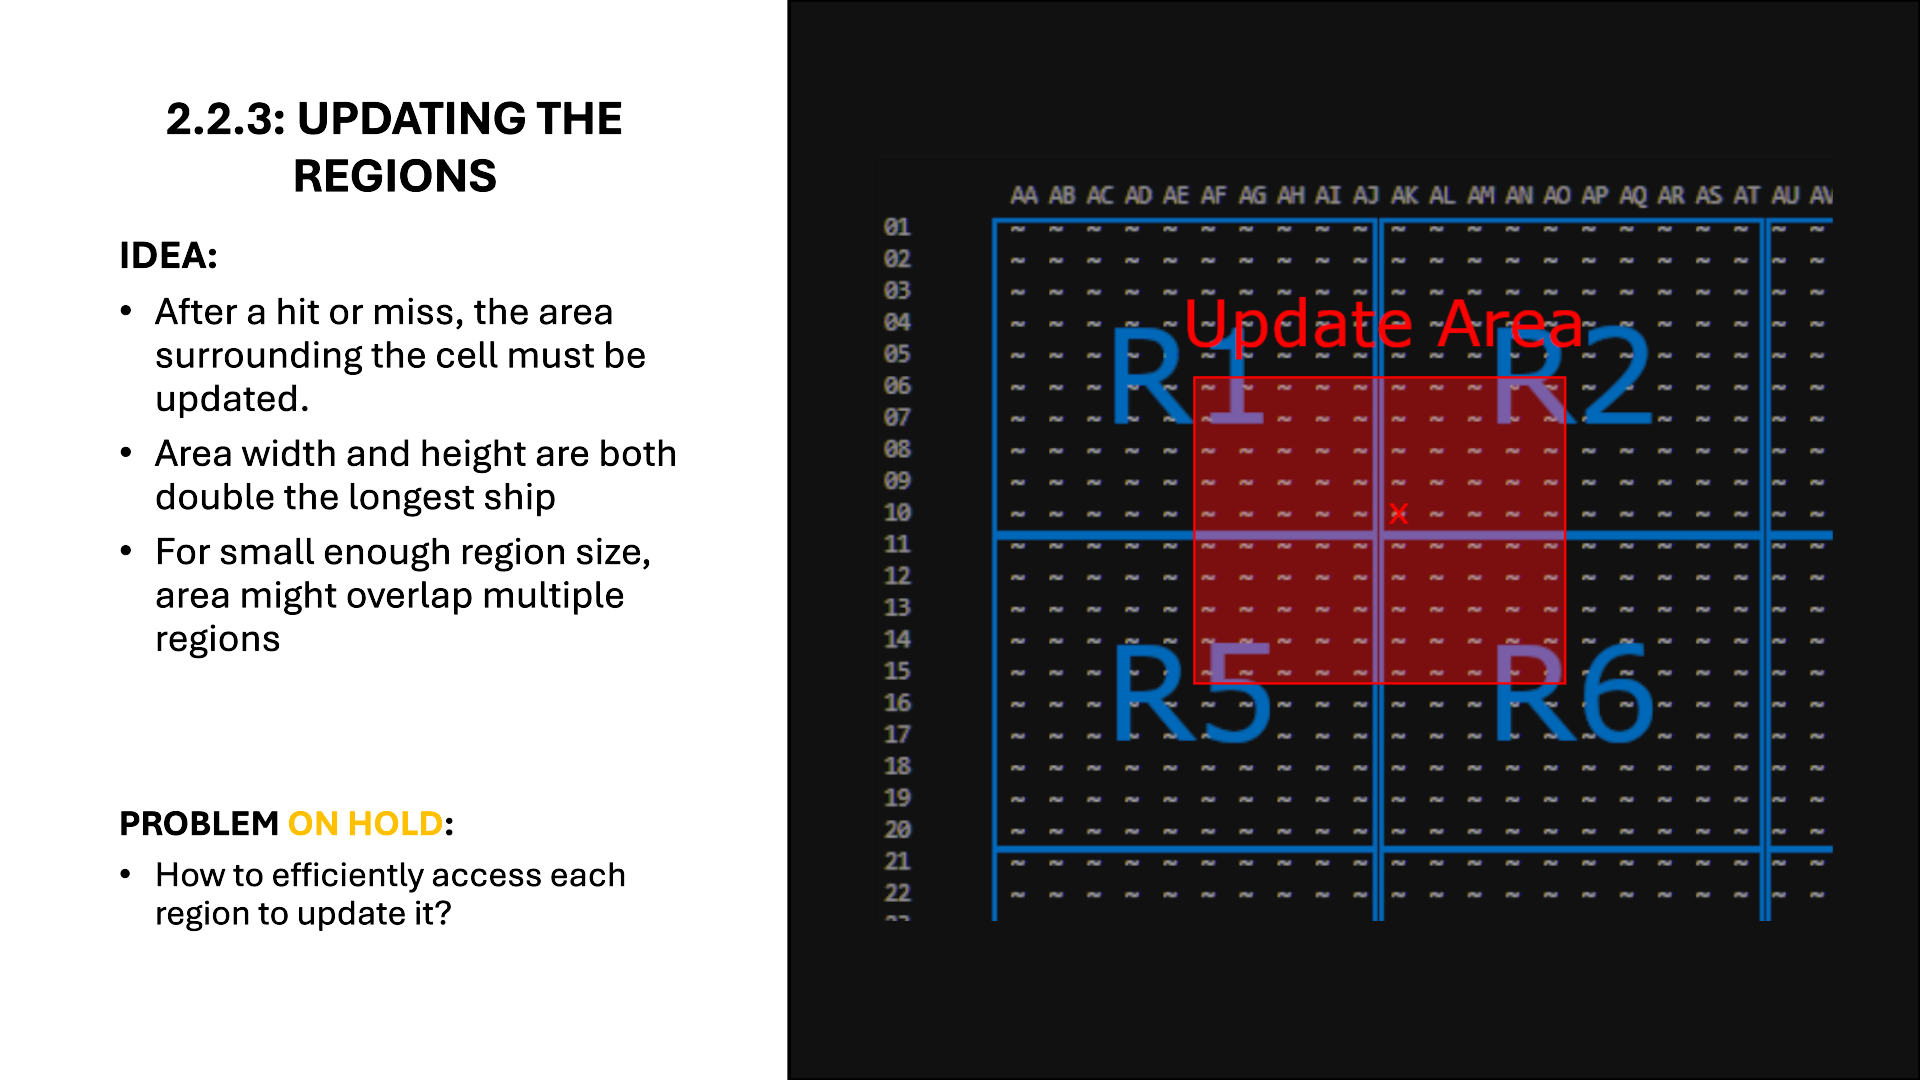 2.2.3: UPDATING THE
REGIONS
IDEA:
• After a hit or miss, the area
surrounding the cell must be
updated.
• Area width and height are both
double the longest ship
• For small enough region size,
area might overlap multiple
regions
PROBLEM ON HOLD:
• How to efficiently access each
region to update it?
AA AB AC AD AE AF AG AH AI AJ AK AL AM AN AO AP AQ AR AS AT AU AV
01 ~ ~ ~ ~ ~ ~ ~ ~ ~ ~ ~ ~ ~ ~ ~ ~ ~ ~ ~ ~ ~ ~
02 ~ ~ ~ ~ ~ ~ ~ ~ ~ ~ ~ ~ ~ ~ ~ ~ ~ ~ ~ ~ ~ ~
03 ~ ~ ~ ~ ~ ~ ~ ~ ~ ~ ~ ~ ~ ~ ~ ~ ~ ~ ~ ~ ~ ~
Update Area
04 ~ ~ ~ ~ ~ ~ ~ ~ ~ ~ ~ ~ ~ ~ ~ ~ ~ ~ ~ ~ ~ ~
05 ~ ~ ~ ~ ~ ~ ~ ~ ~ ~ ~ ~ ~ ~ ~ ~ ~ ~ ~ ~ ~ ~
R1 R2
06 ~ ~ ~ ~ ~ ~ ~ ~ ~ ~ ~ ~ ~ ~ ~ ~ ~ ~ ~ ~ ~ ~
07 ~ ~ ~ ~ ~ ~ ~ ~ ~ ~ ~ ~ ~ ~ ~ ~ ~ ~ ~ ~ ~ ~
08 ~ ~ ~ ~ ~ ~ ~ ~ ~ ~ ~ ~ ~ ~ ~ ~ ~ ~ ~ ~ ~ ~
09 ~ ~ ~ ~ ~ ~ ~ ~ ~ ~ ~ ~ ~ ~ ~ ~ ~ ~ ~ ~ ~ ~
10 ~ ~ ~ ~ ~ ~ ~ ~ ~ ~ X ~ ~ ~ ~ ~ ~ ~ ~ ~ ~ ~
11 ~ ~ ~ ~ ~ ~ ~ ~ ~ ~ ~ ~ ~ ~ ~ ~ ~ ~ ~ ~ ~ ~
12 ~ ~ ~ ~ ~ ~ ~ ~ ~ ~ ~ ~ ~ ~ ~ ~ ~ ~ ~ ~ ~ ~
13 ~ ~ ~ ~ ~ ~ ~ ~ ~ ~ ~ ~ ~ ~ ~ ~ ~ ~ ~ ~ ~ ~
14 ~ ~ ~ ~ ~ ~ ~ ~ ~ ~ ~ ~ ~ ~ ~ ~ ~ ~ ~ ~ ~ ~
15 ~ ~ ~ ~ ~ ~ ~ ~ ~ ~ ~ ~ ~ ~ ~ ~ ~ ~ ~ ~ ~ ~
R5 R6
16 ~ ~ ~ ~ ~ ~ ~ ~ ~ ~ ~ ~ ~ ~ ~ ~ ~ ~ ~ ~ ~ ~
17 ~ ~ ~ ~ ~ ~ ~ ~ ~ ~ ~ ~ ~ ~ ~ ~ ~ ~ ~ ~ ~ ~
18 ~ ~ ~ ~ ~ ~ ~ ~ ~ ~ ~ ~ ~ ~ ~ ~ ~ ~ ~ ~ ~ ~
19 ~ ~ ~ ~ ~ ~ ~ ~ ~ ~ ~ ~ ~ ~ ~ ~ ~ ~ ~ ~ ~ ~
20 ~ ~ ~ ~ ~ ~ ~ ~ ~ ~ ~ ~ ~ ~ ~ ~ ~ ~ ~ ~ ~ ~
21 ~ ~ ~ ~ ~ ~ ~ ~ ~ ~ ~ ~ ~ ~ ~ ~ ~ ~ ~ ~ ~ ~
22 ~ ~ ~ ~ ~ ~ ~ ~ ~ ~ ~ ~ ~ ~ ~ ~ ~ ~ ~ ~ ~ ~